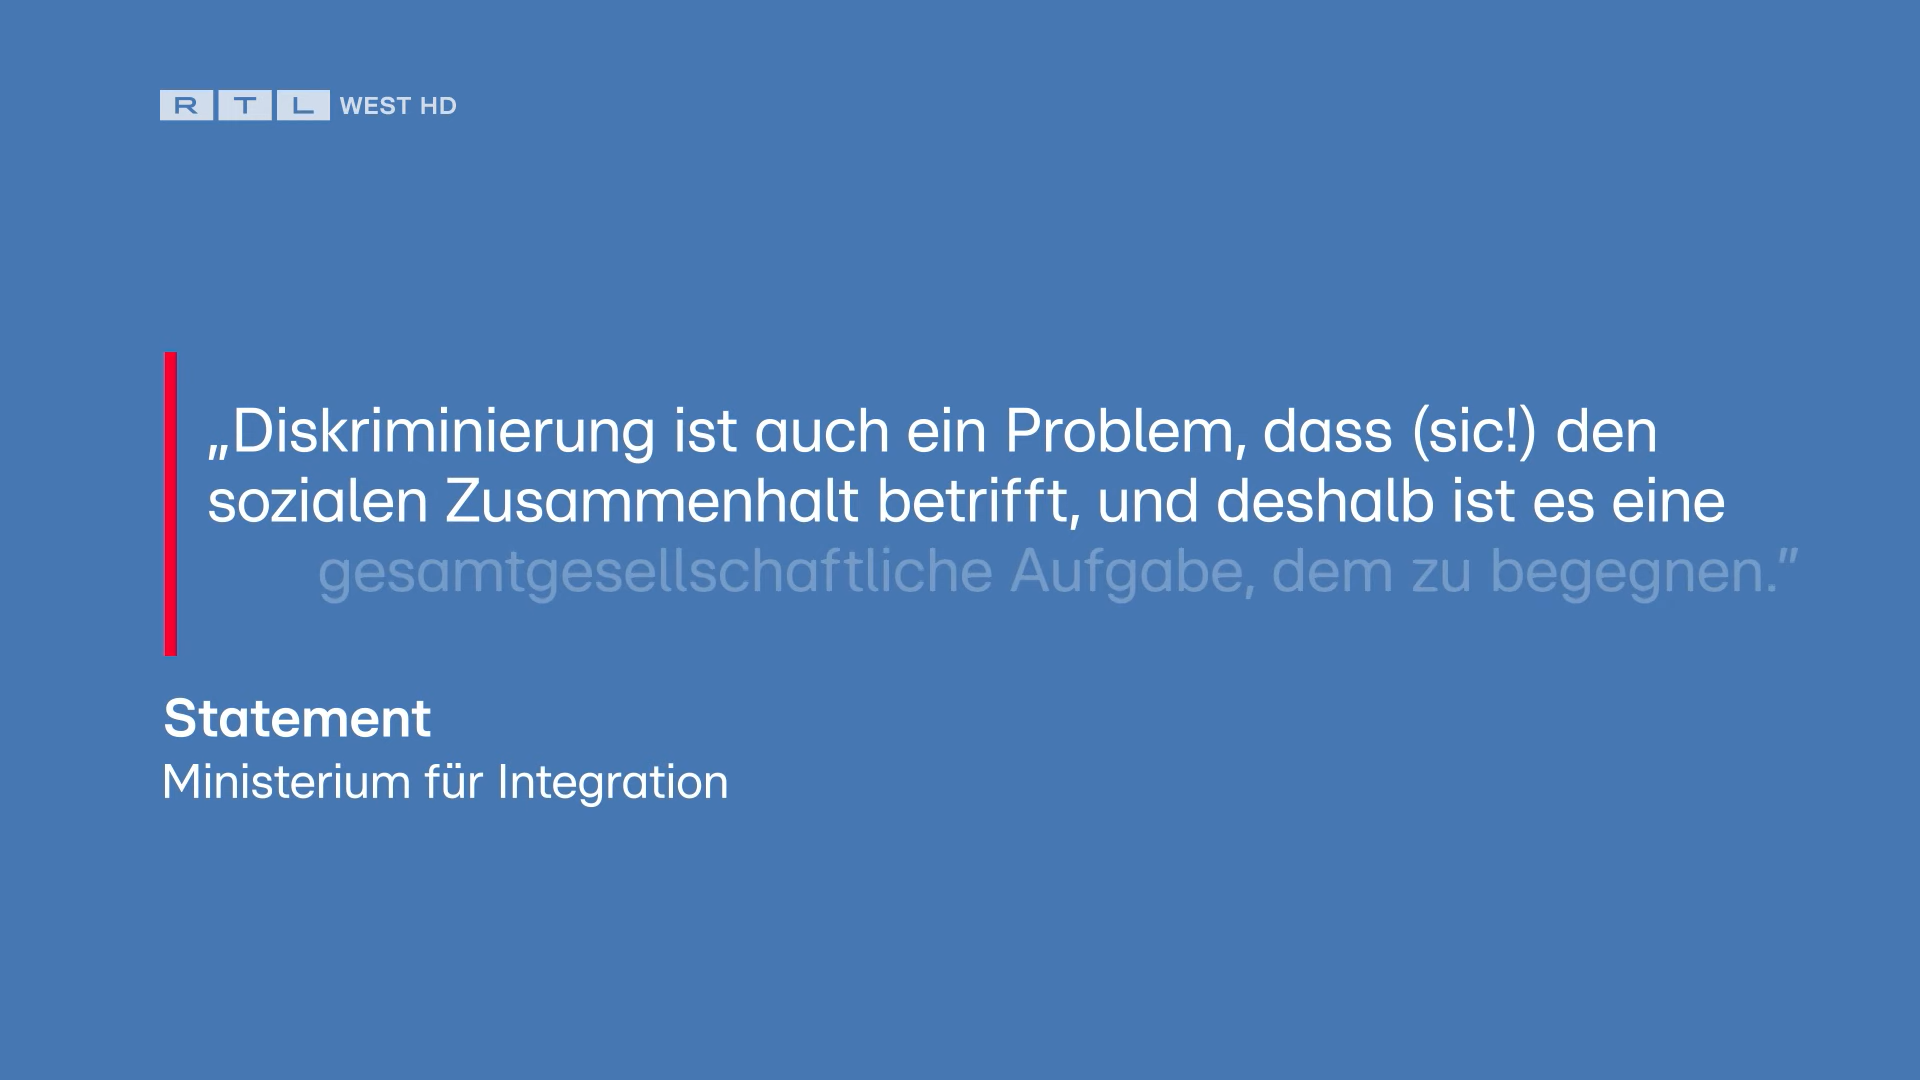 RTL WEST HD
„Diskriminierung ist auch ein Problem, dass (sic!) den
sozialen Zusammenhalt betrifft, und deshalb ist es eine
gesamtgesellschaftliche Aufgabe, dem zu begegnen.”
Statement
Ministerium für Integration